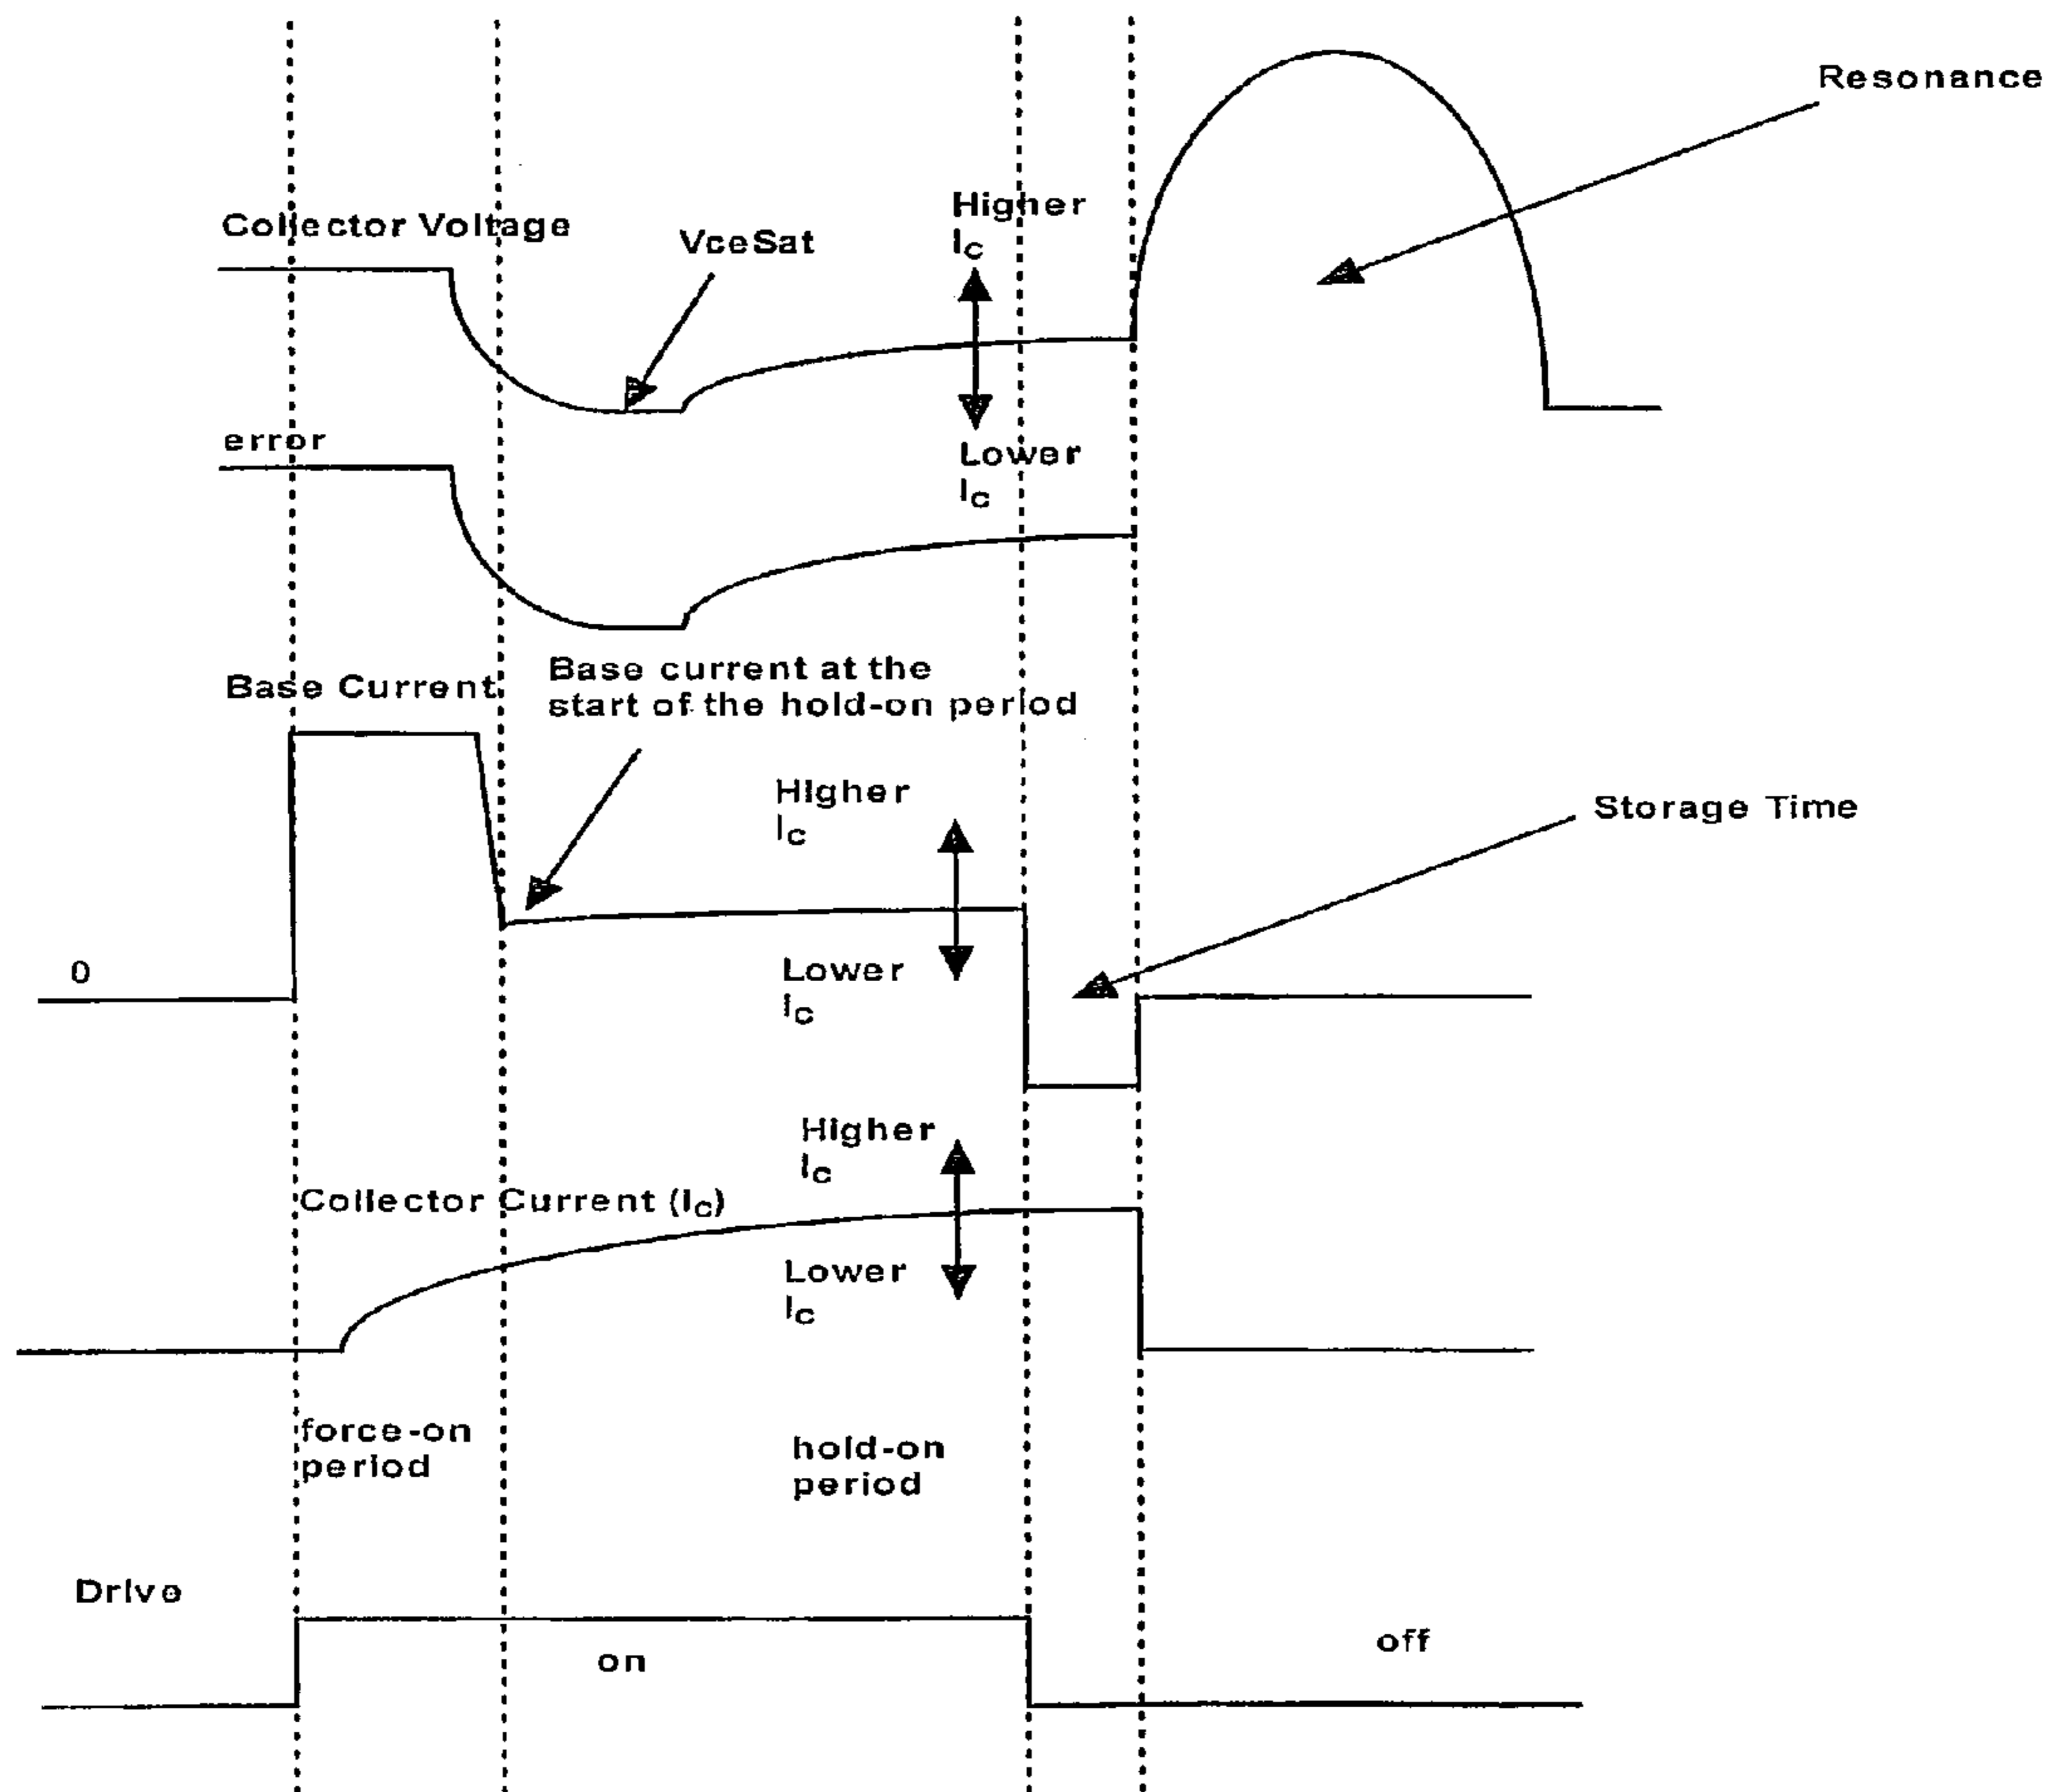 Resonance
Higher
IC
Collector Voltage
VceSat
error
Lower
IC
Base Current
Base current at the
start of the hold-on period
Higher
IC
Storage Time
0
Lower
IC
Higher
IC
Collector Current (IC)
Lower
IC
force-on
period
hold-on
period
Drive
on
off